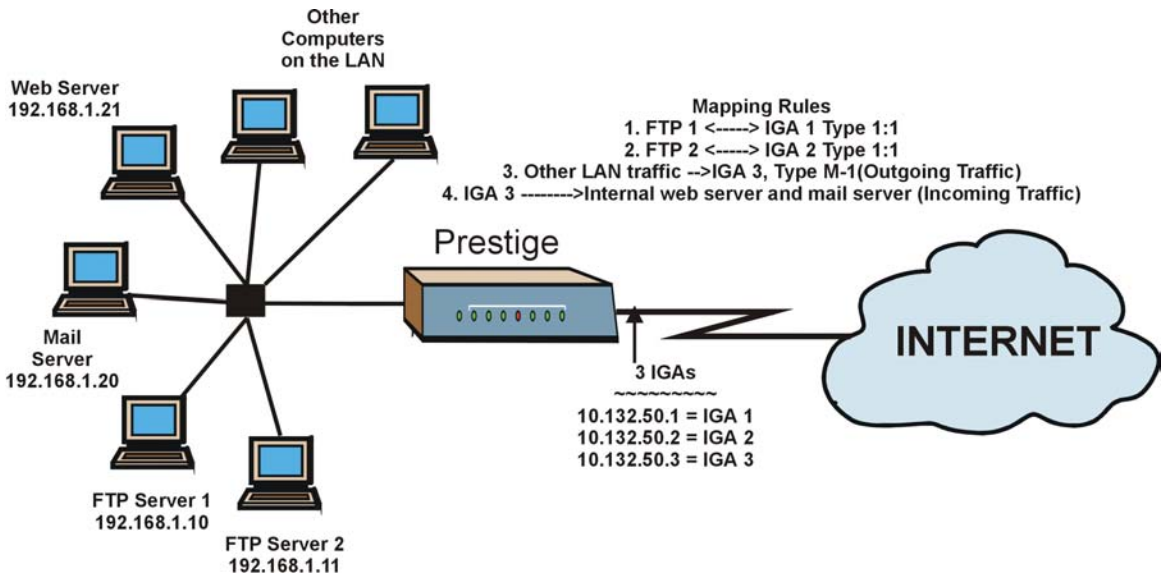 Other
Computers
on the LAN
Web Server
192.168.1.21
Mapping Rules
1. FTP 1 <-----> IGA 1 Type 1:1
2. FTP 2 <-----> IGA 2 Type 1:1
3. Other LAN traffic -->IGA 3, Type M-1(Outgoing Traffic)
4. IGA 3 -------->Internal web server and mail server (Incoming Traffic)
Prestige
INTERNET
Mail
Server
192.168.1.20
3 IGAs
~~~~~~~~~
10.132.50.1 = IGA 1
10.132.50.2 = IGA 2
10.132.50.3 = IGA 3
FTP Server 1
192.168.1.10
FTP Server 2
192.168.1.11